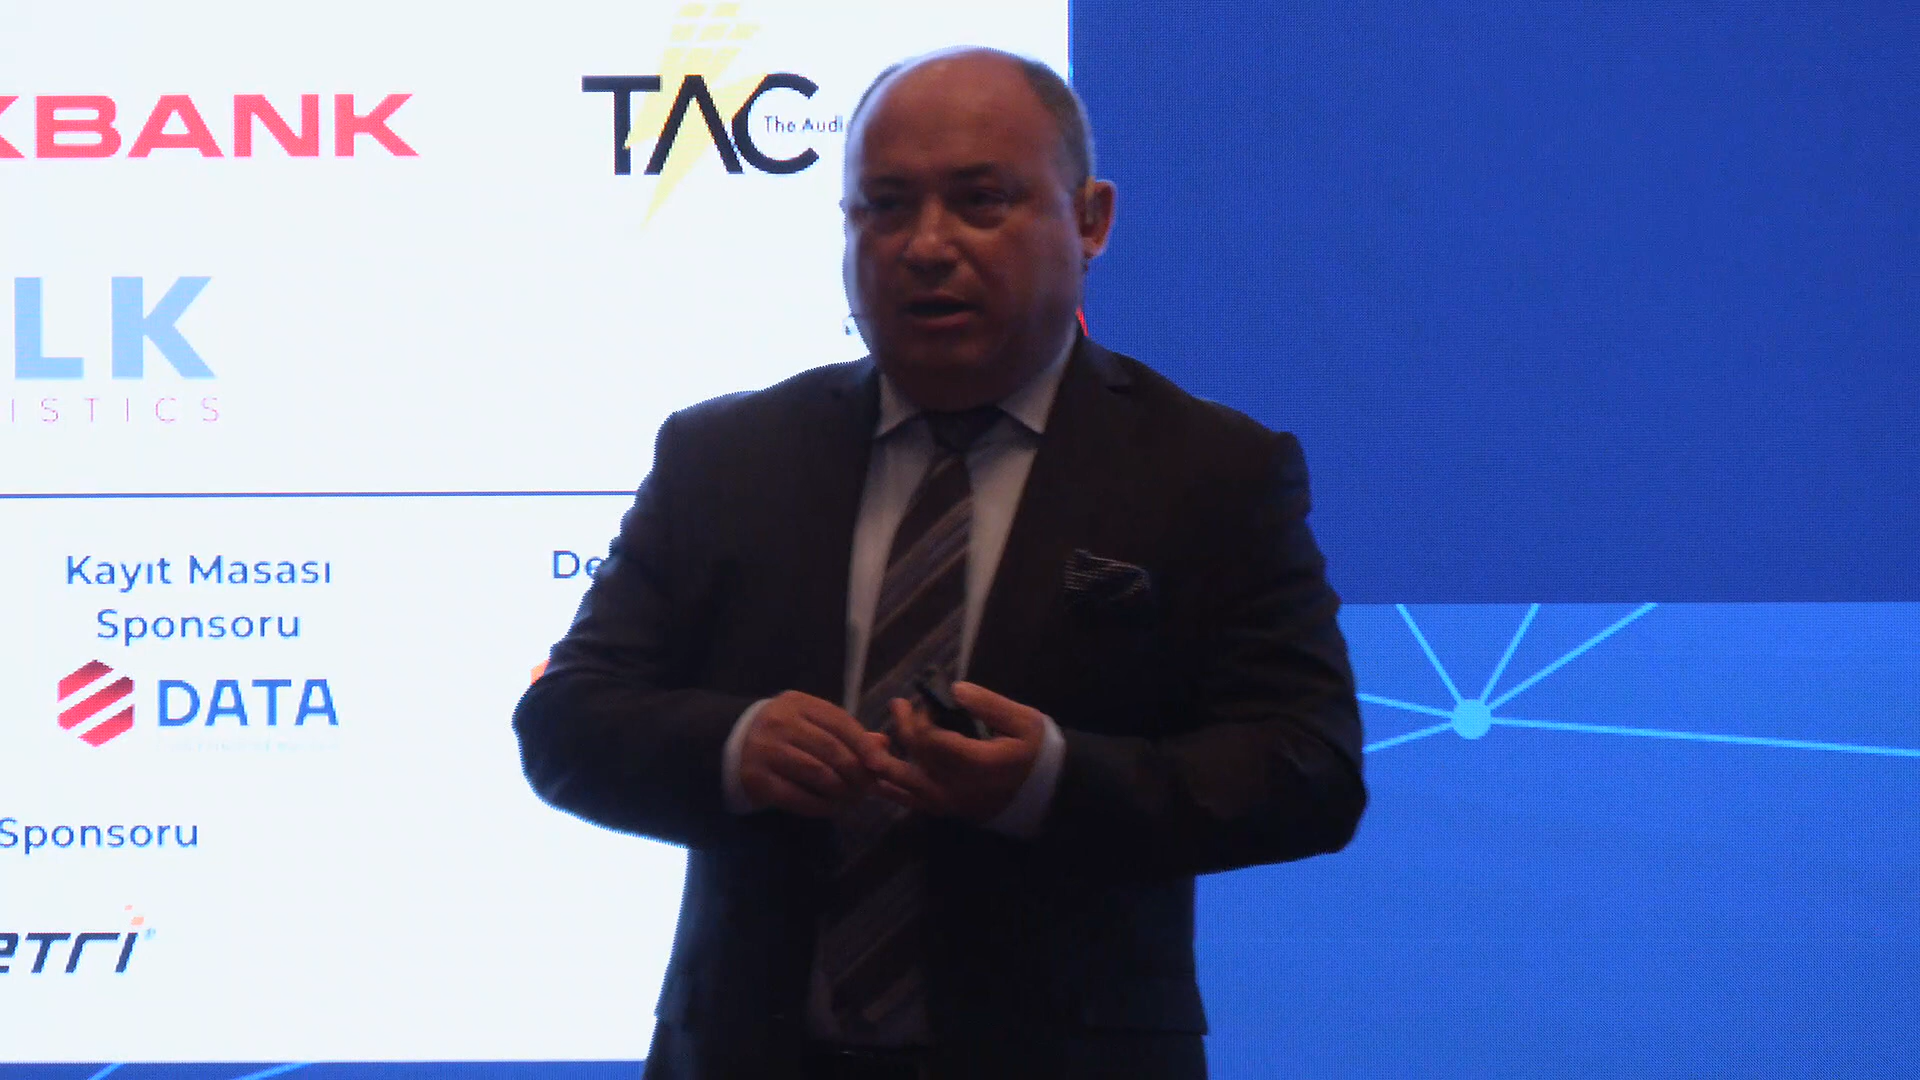 KBANK
TAC
The Audi
LK
ISTICS
Kayıt Masası
Sponsoru
De
DATA
Sponsoru
etri